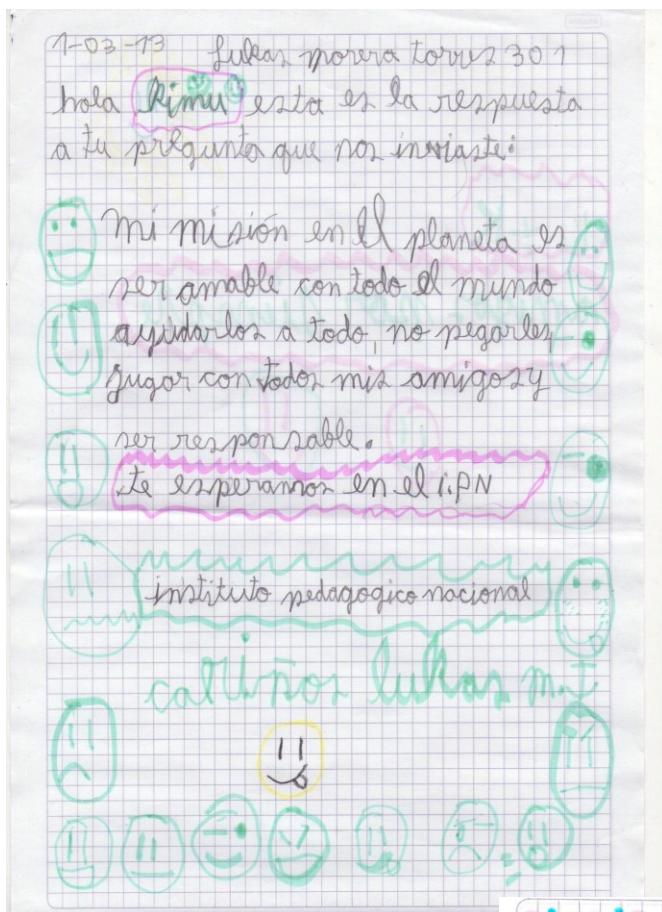 1-03-13 Lukas morera torres 301
hola Rimu esta es la respuesta
a tu pregunta que nos inviaste:
mi misión en el planeta es
ser amable con todo el mundo
ayudarlos a todo, no pegarles,
jugar con todos mis amigos y
ser responsable.
te esperamos en el i.PN
instituto pedagogico nacional
cariños lukas m.t